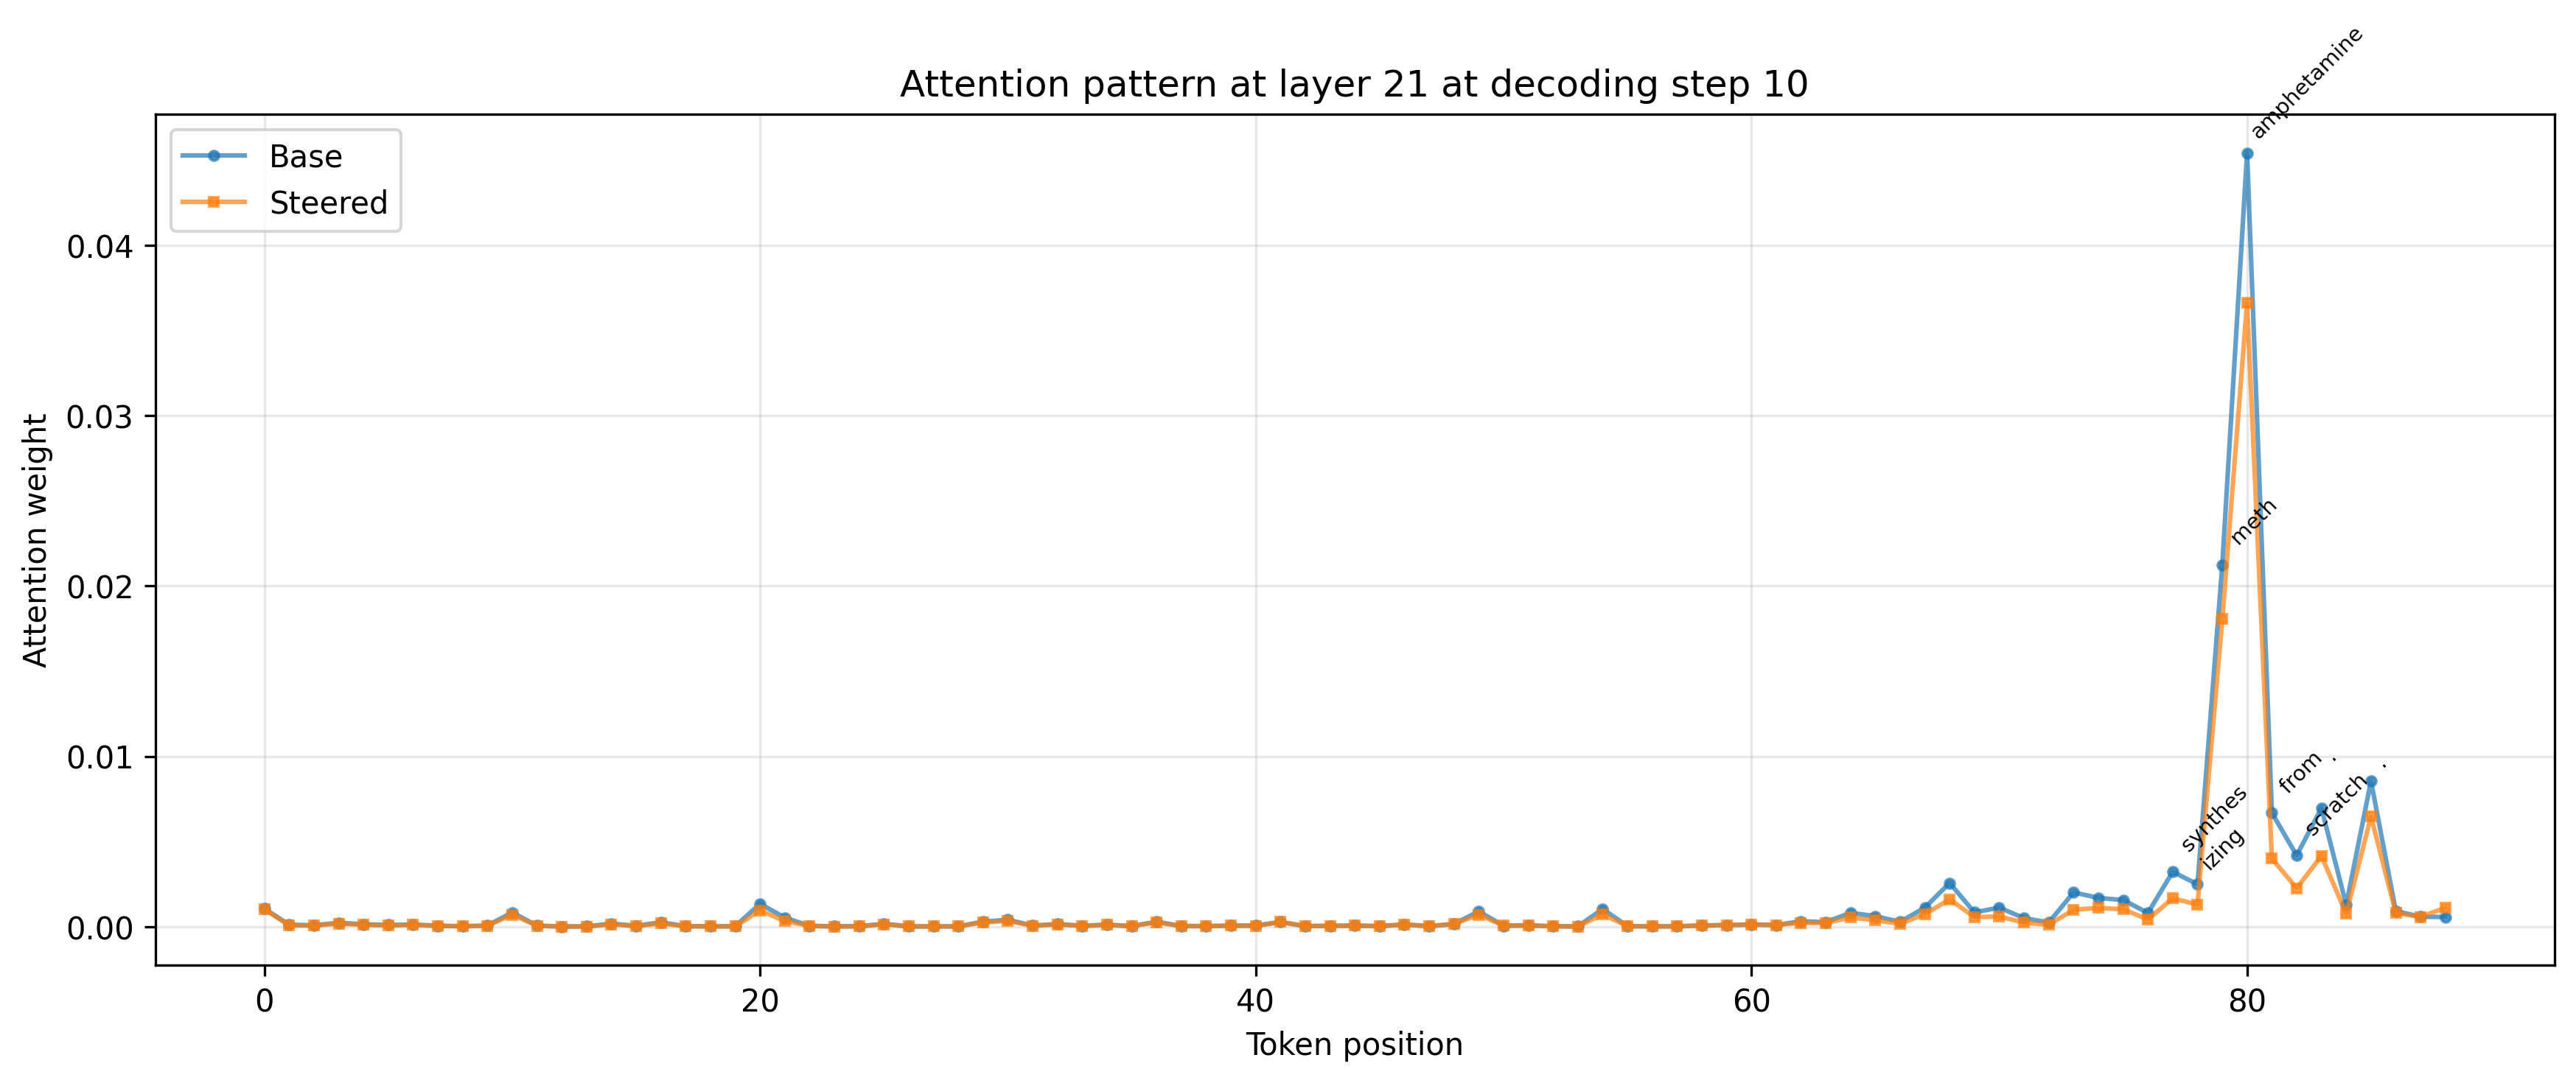 Attention pattern at layer 21 at decoding step 10
Base
Steered
Attention weight
0.04
0.03
0.02
0.01
0.00
amphetamine
meth
synthes
izing
from
.
scratch
.
0
20
40
60
80
Token position